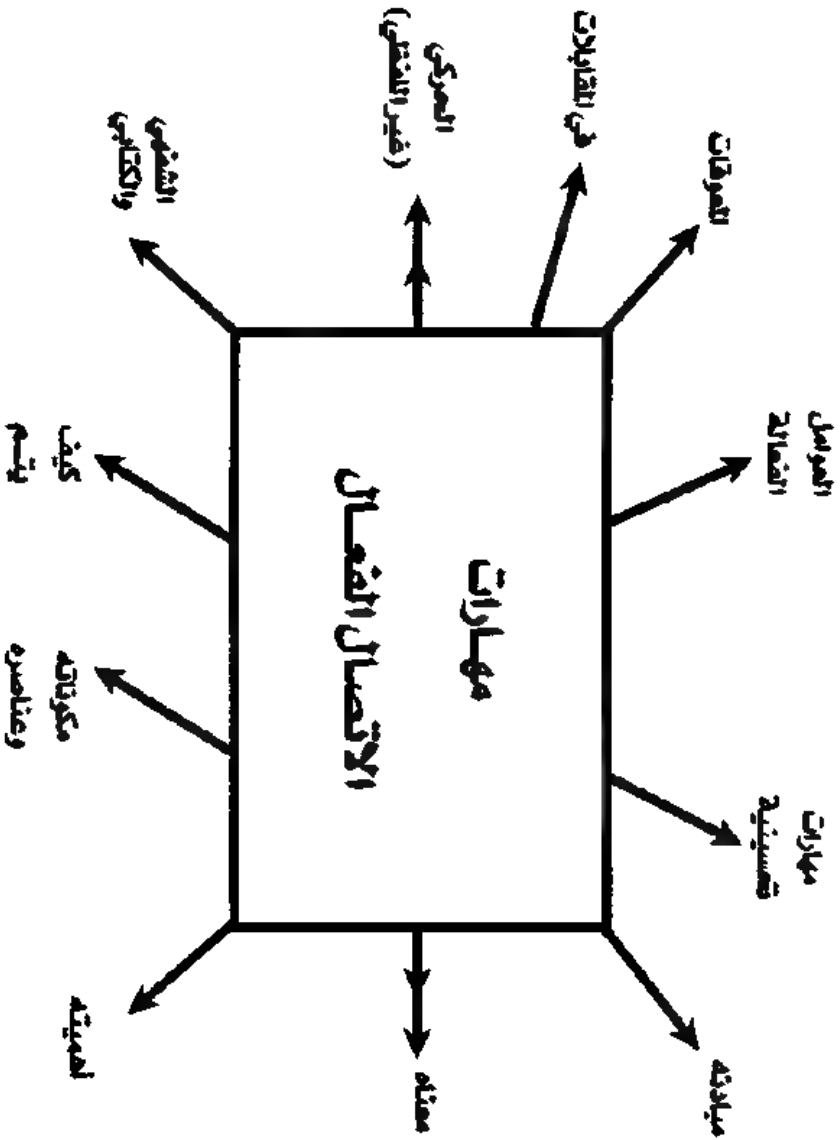 مهارات
تحسينية
العوامل
الفعالة
مبادئه
المعوقات
في المقابلات
مهارات
الاتصال الفعال
معناه
الحركي
(غير اللفظي)
الشفهي
والكتابي
أهميته
مكوناته
وعناصره
كيف
يتم